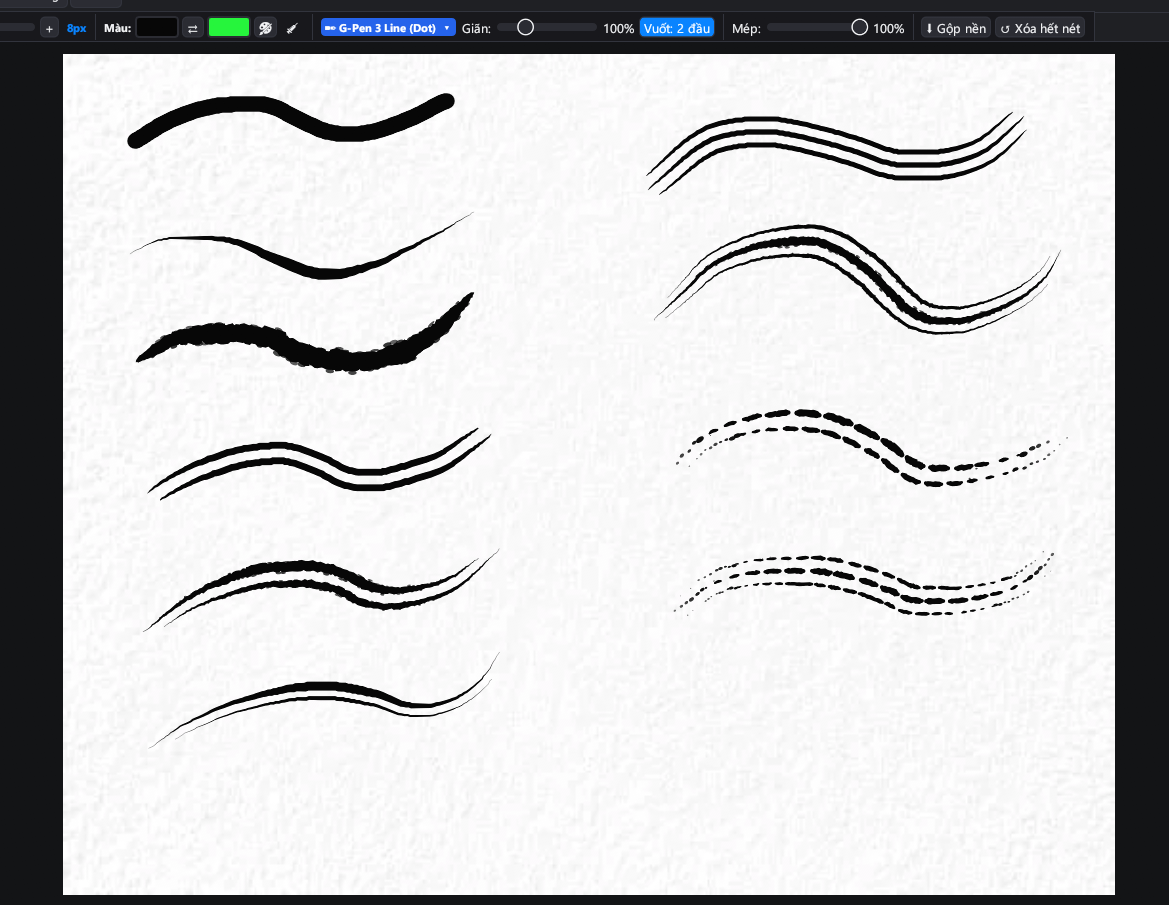 + 8px Màu: ⇄ G-Pen 3 Line (Dot) ▾ Giãn: 100% Vuốt: 2 đầu Mép: 100% ⬇ Gộp nền ↺ Xóa hết nét